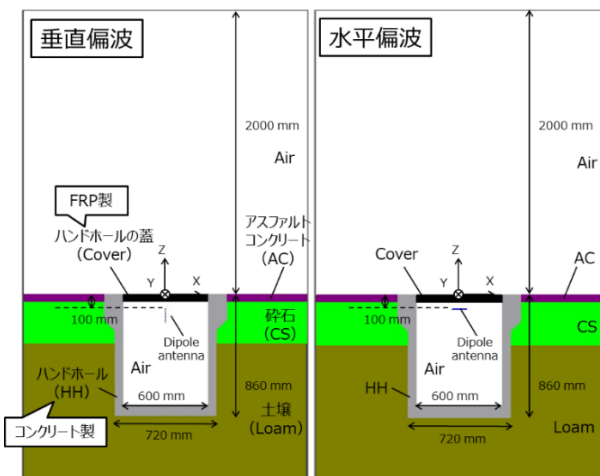 垂直偏波
2000 mm
Air
FRP製
ハンドホールの蓋
(Cover)
アスファルト
コンクリート
(AC)
Z
Y
X
100 mm
Dipole
antenna
砕石
(CS)
Air
ハンドホール
(HH)
600 mm
860 mm
コンクリート製
土壌
(Loam)
720 mm
水平偏波
2000 mm
Air
Cover
Z
Y
X
AC
100 mm
Dipole
antenna
CS
Air
HH
600 mm
860 mm
Loam
720 mm